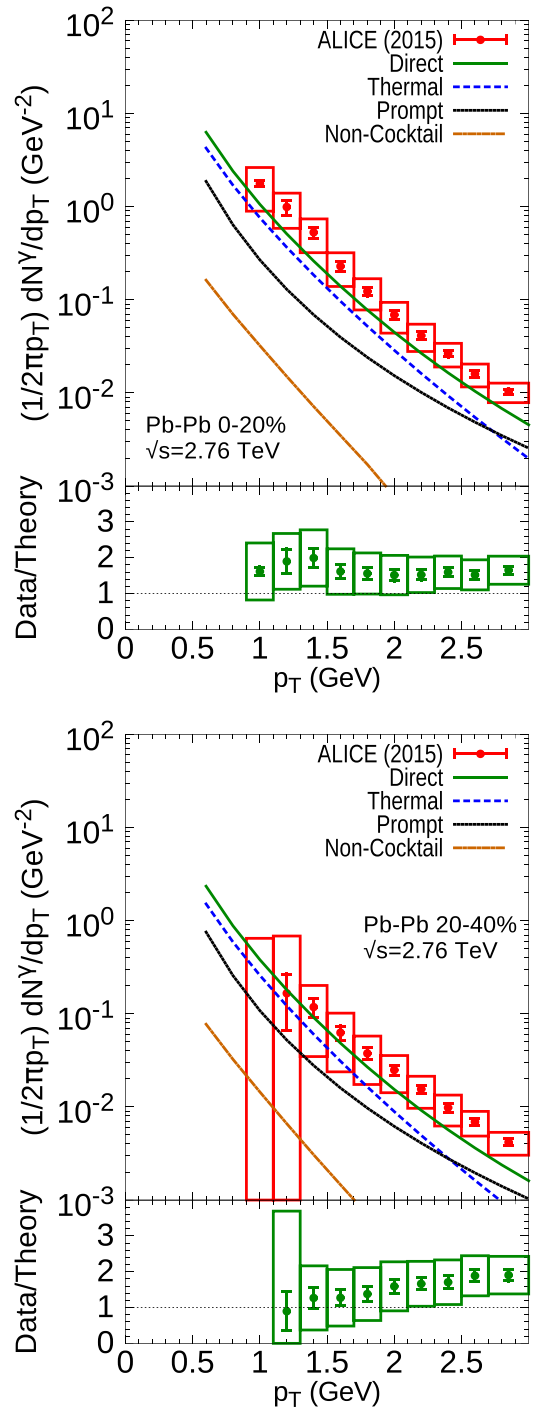 10^2
ALICE (2015)
Direct
10^1
Thermal
Prompt
Non-Cocktail
10^0
(1/2πp_T) dN^γ/dp_T (GeV^-2)
10^-1
10^-2
Pb-Pb 0-20%
√s=2.76 TeV
10^-3
3
2
1
0
Data/Theory
0 0.5 1 1.5 2 2.5
p_T (GeV)
10^2
ALICE (2015)
Direct
Thermal
10^1
Prompt
Non-Cocktail
10^0
Pb-Pb 20-40%
√s=2.76 TeV
(1/2πp_T) dN^γ/dp_T (GeV^-2)
10^-1
10^-2
10^-3
3
2
1
0
Data/Theory
0 0.5 1 1.5 2 2.5
p_T (GeV)